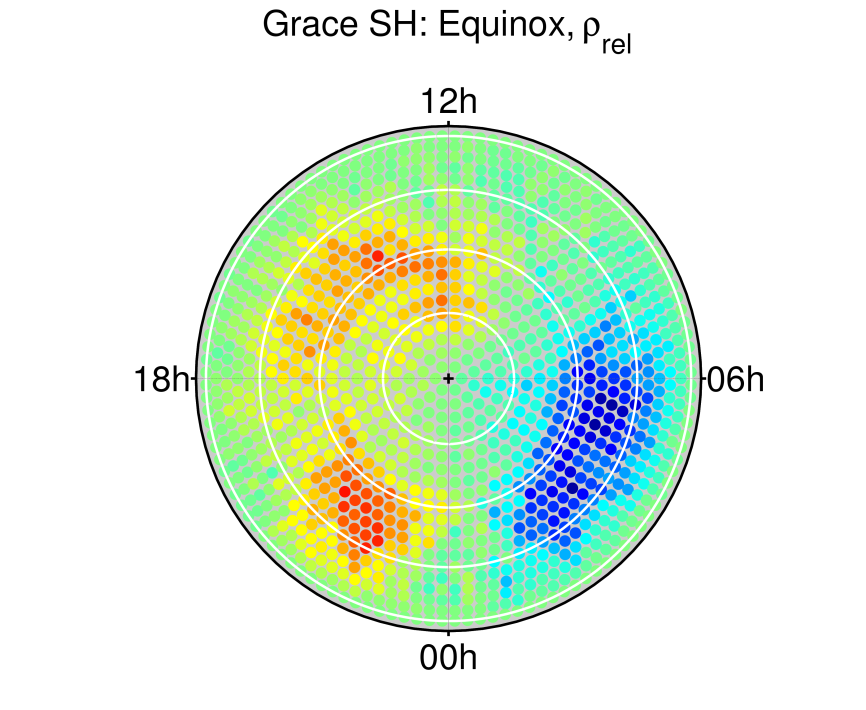 Grace SH: Equinox, ρrel
12h
18h
06h
00h